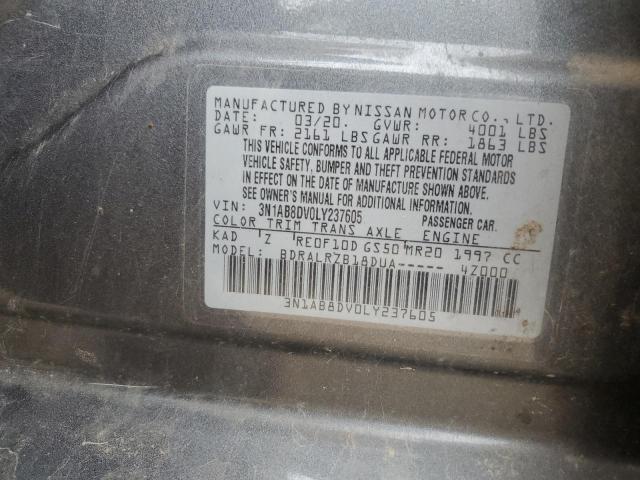 MANUFACTURED BY NISSAN MOTOR CO., LTD.
DATE: 03/20. GVWR: 4001 LBS
GAWR FR: 2161 LBS GAWR RR: 1863 LBS
THIS VEHICLE CONFORMS TO ALL APPLICABLE FEDERAL MOTOR
VEHICLE SAFETY, BUMPER AND THEFT PREVENTION STANDARDS
IN EFFECT ON THE DATE OF MANUFACTURE SHOWN ABOVE.
SEE OWNER'S MANUAL FOR ADDITIONAL INFORMATION.
VIN: 3N1AB8DV0LY237605 PASSENGER CAR.
COLOR TRIM TRANS AXLE ENGINE
KAD Z RE0F10D GS50 MR20 1997 CC
MODEL: BDRALRZB18DUA----- 4Z000
3N1AB8DV0LY237605